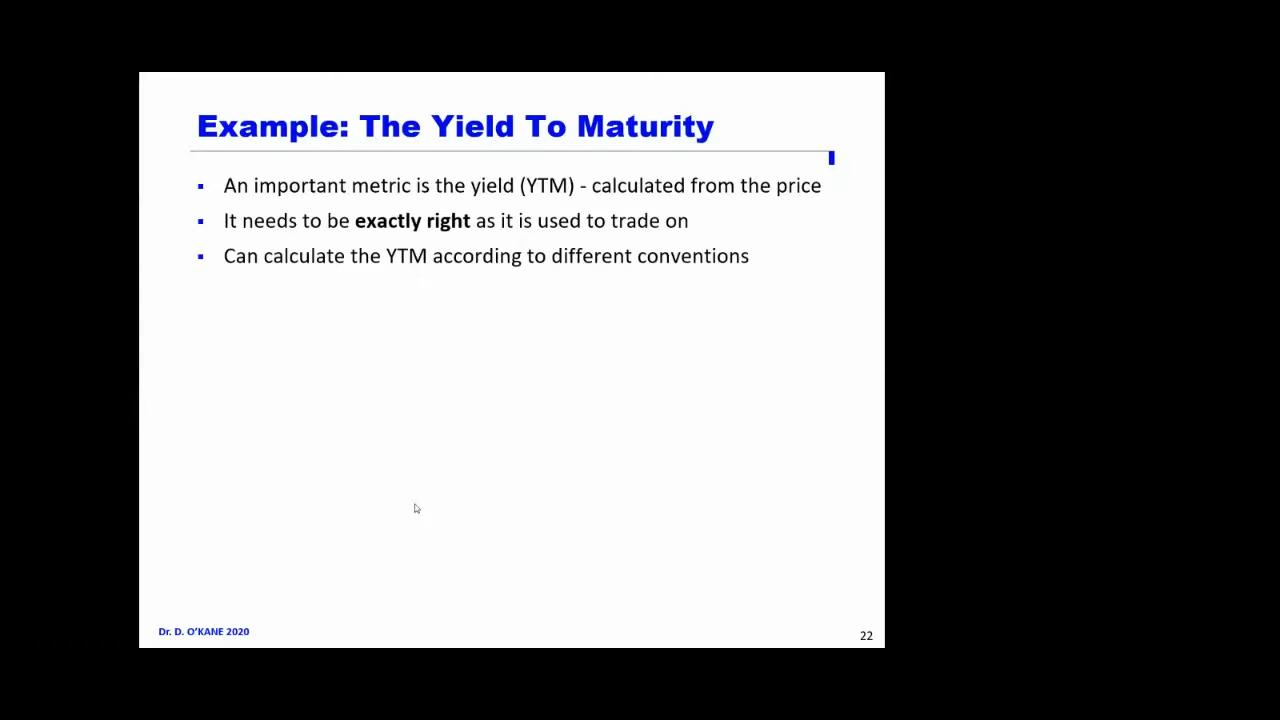 Example: The Yield To Maturity
▪ An important metric is the yield (YTM) - calculated from the price
▪ It needs to be exactly right as it is used to trade on
▪ Can calculate the YTM according to different conventions
Dr. D. O'KANE 2020
22